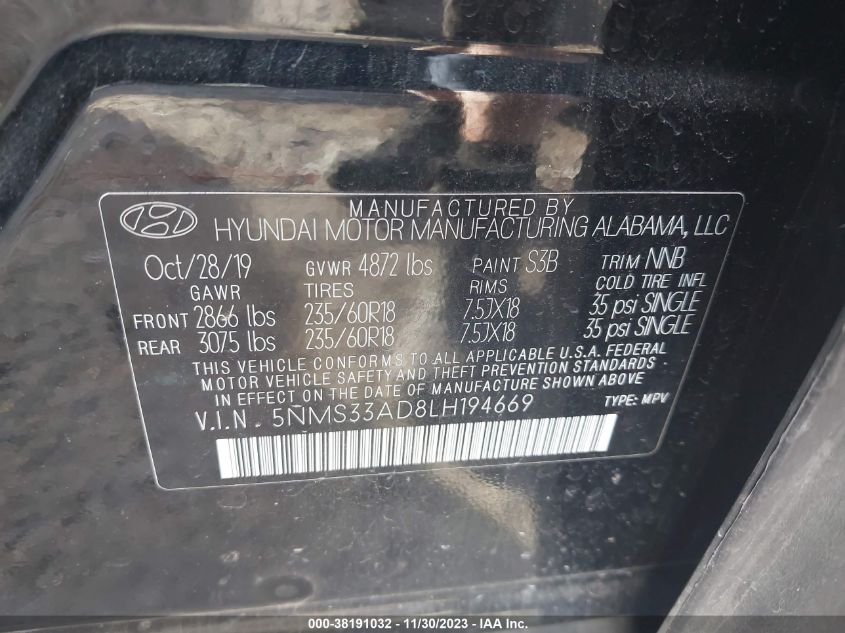 MANUFACTURED BY
HYUNDAI MOTOR MANUFACTURING ALABAMA, LLC
Oct/28/19 GVWR 4872 lbs PAINT S3B TRIM NNB
GAWR TIRES RIMS COLD TIRE INFL
FRONT 2866 lbs 235/60R18 7.5JX18 35 psi SINGLE
REAR 3075 lbs 235/60R18 7.5JX18 35 psi SINGLE
THIS VEHICLE CONFORMS TO ALL APPLICABLE U.S.A. FEDERAL
MOTOR VEHICLE SAFETY AND THEFT PREVENTION STANDARDS
IN EFFECT ON THE DATE OF MANUFACTURE SHOWN ABOVE
V.I.N. 5NMS33AD8LH194669 TYPE: MPV
000-38191032 - 11/30/2023 - COPYRIGHT IAA, LLC.